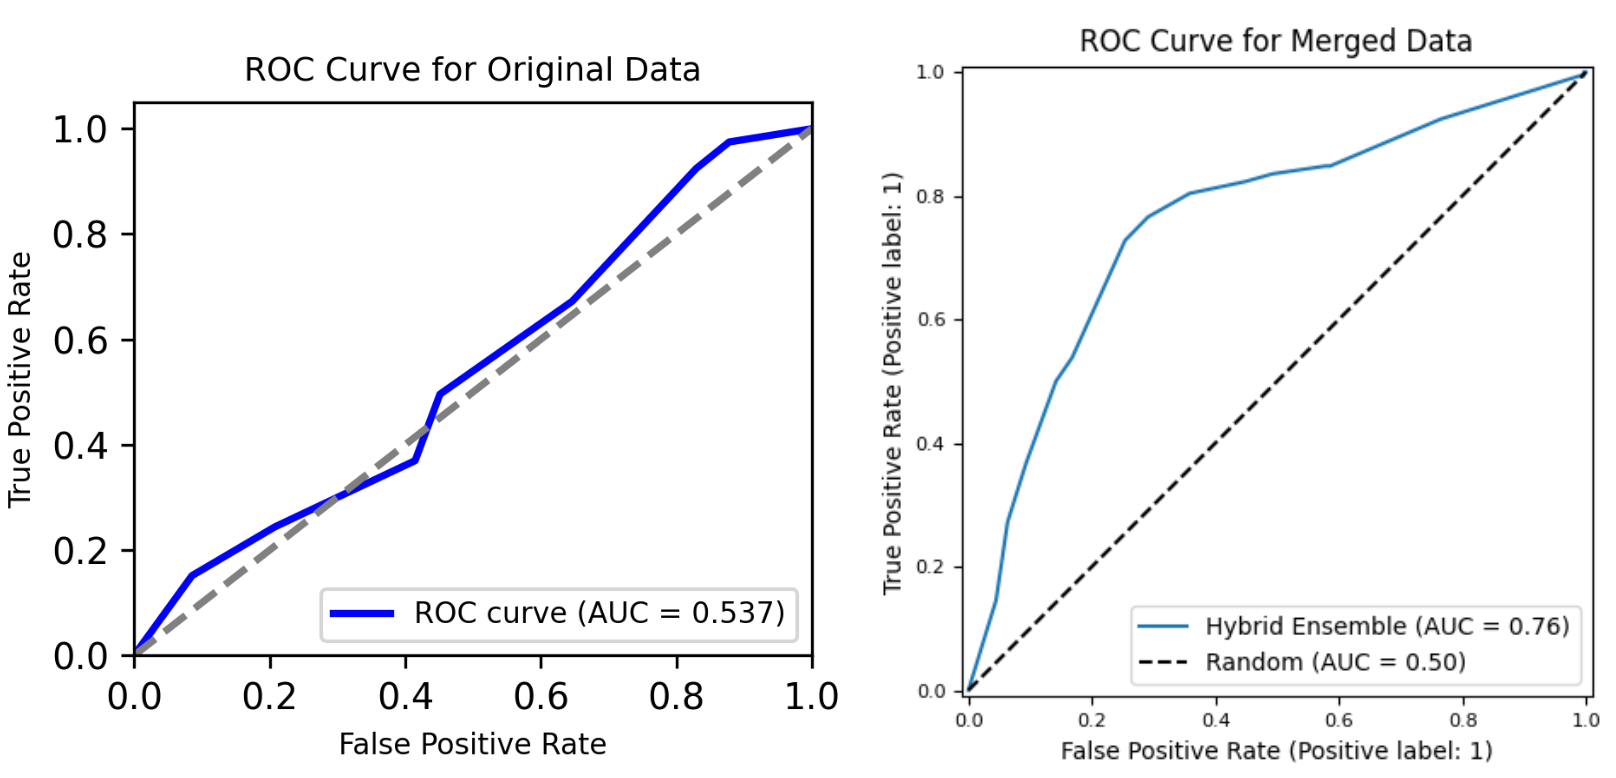 ROC Curve for Original Data
True Positive Rate
1.0
0.8
0.6
0.4
0.2
0.0
ROC curve (AUC = 0.537)
0.0 0.2 0.4 0.6 0.8 1.0
False Positive Rate
ROC Curve for Merged Data
True Positive Rate (Positive label: 1)
1.0
0.8
0.6
0.4
0.2
0.0
Hybrid Ensemble (AUC = 0.76)
Random (AUC = 0.50)
0.0 0.2 0.4 0.6 0.8 1.0
False Positive Rate (Positive label: 1)